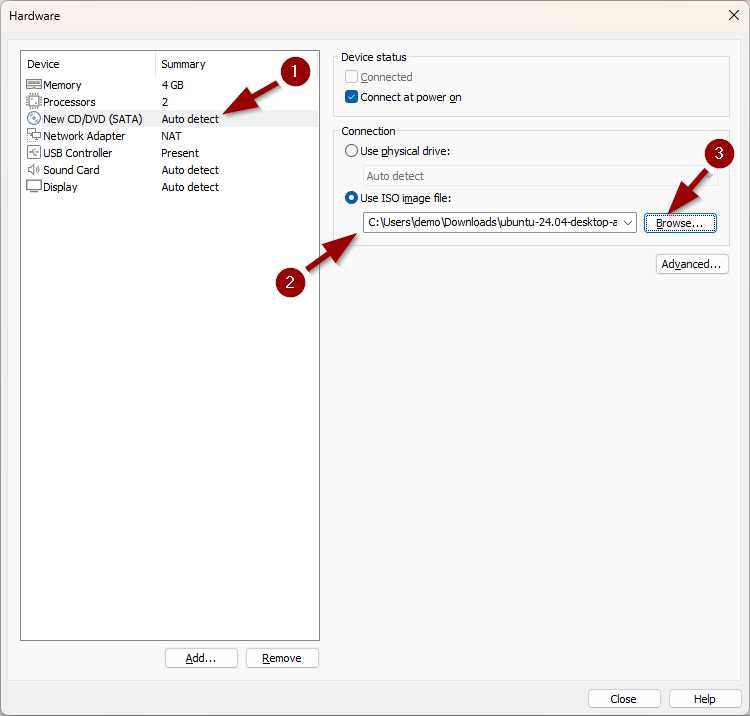 Hardware
Device Summary
Memory 4 GB
Processors 2
New CD/DVD (SATA) Auto detect
Network Adapter NAT
USB Controller Present
Sound Card Auto detect
Display Auto detect
Add... Remove
1
Device status
Connected
Connect at power on
Connection
Use physical drive:
Auto detect
Use ISO image file:
C:\Users\demo\Downloads\ubuntu-24.04-desktop-a
Browse...
3
2
Advanced...
Close Help